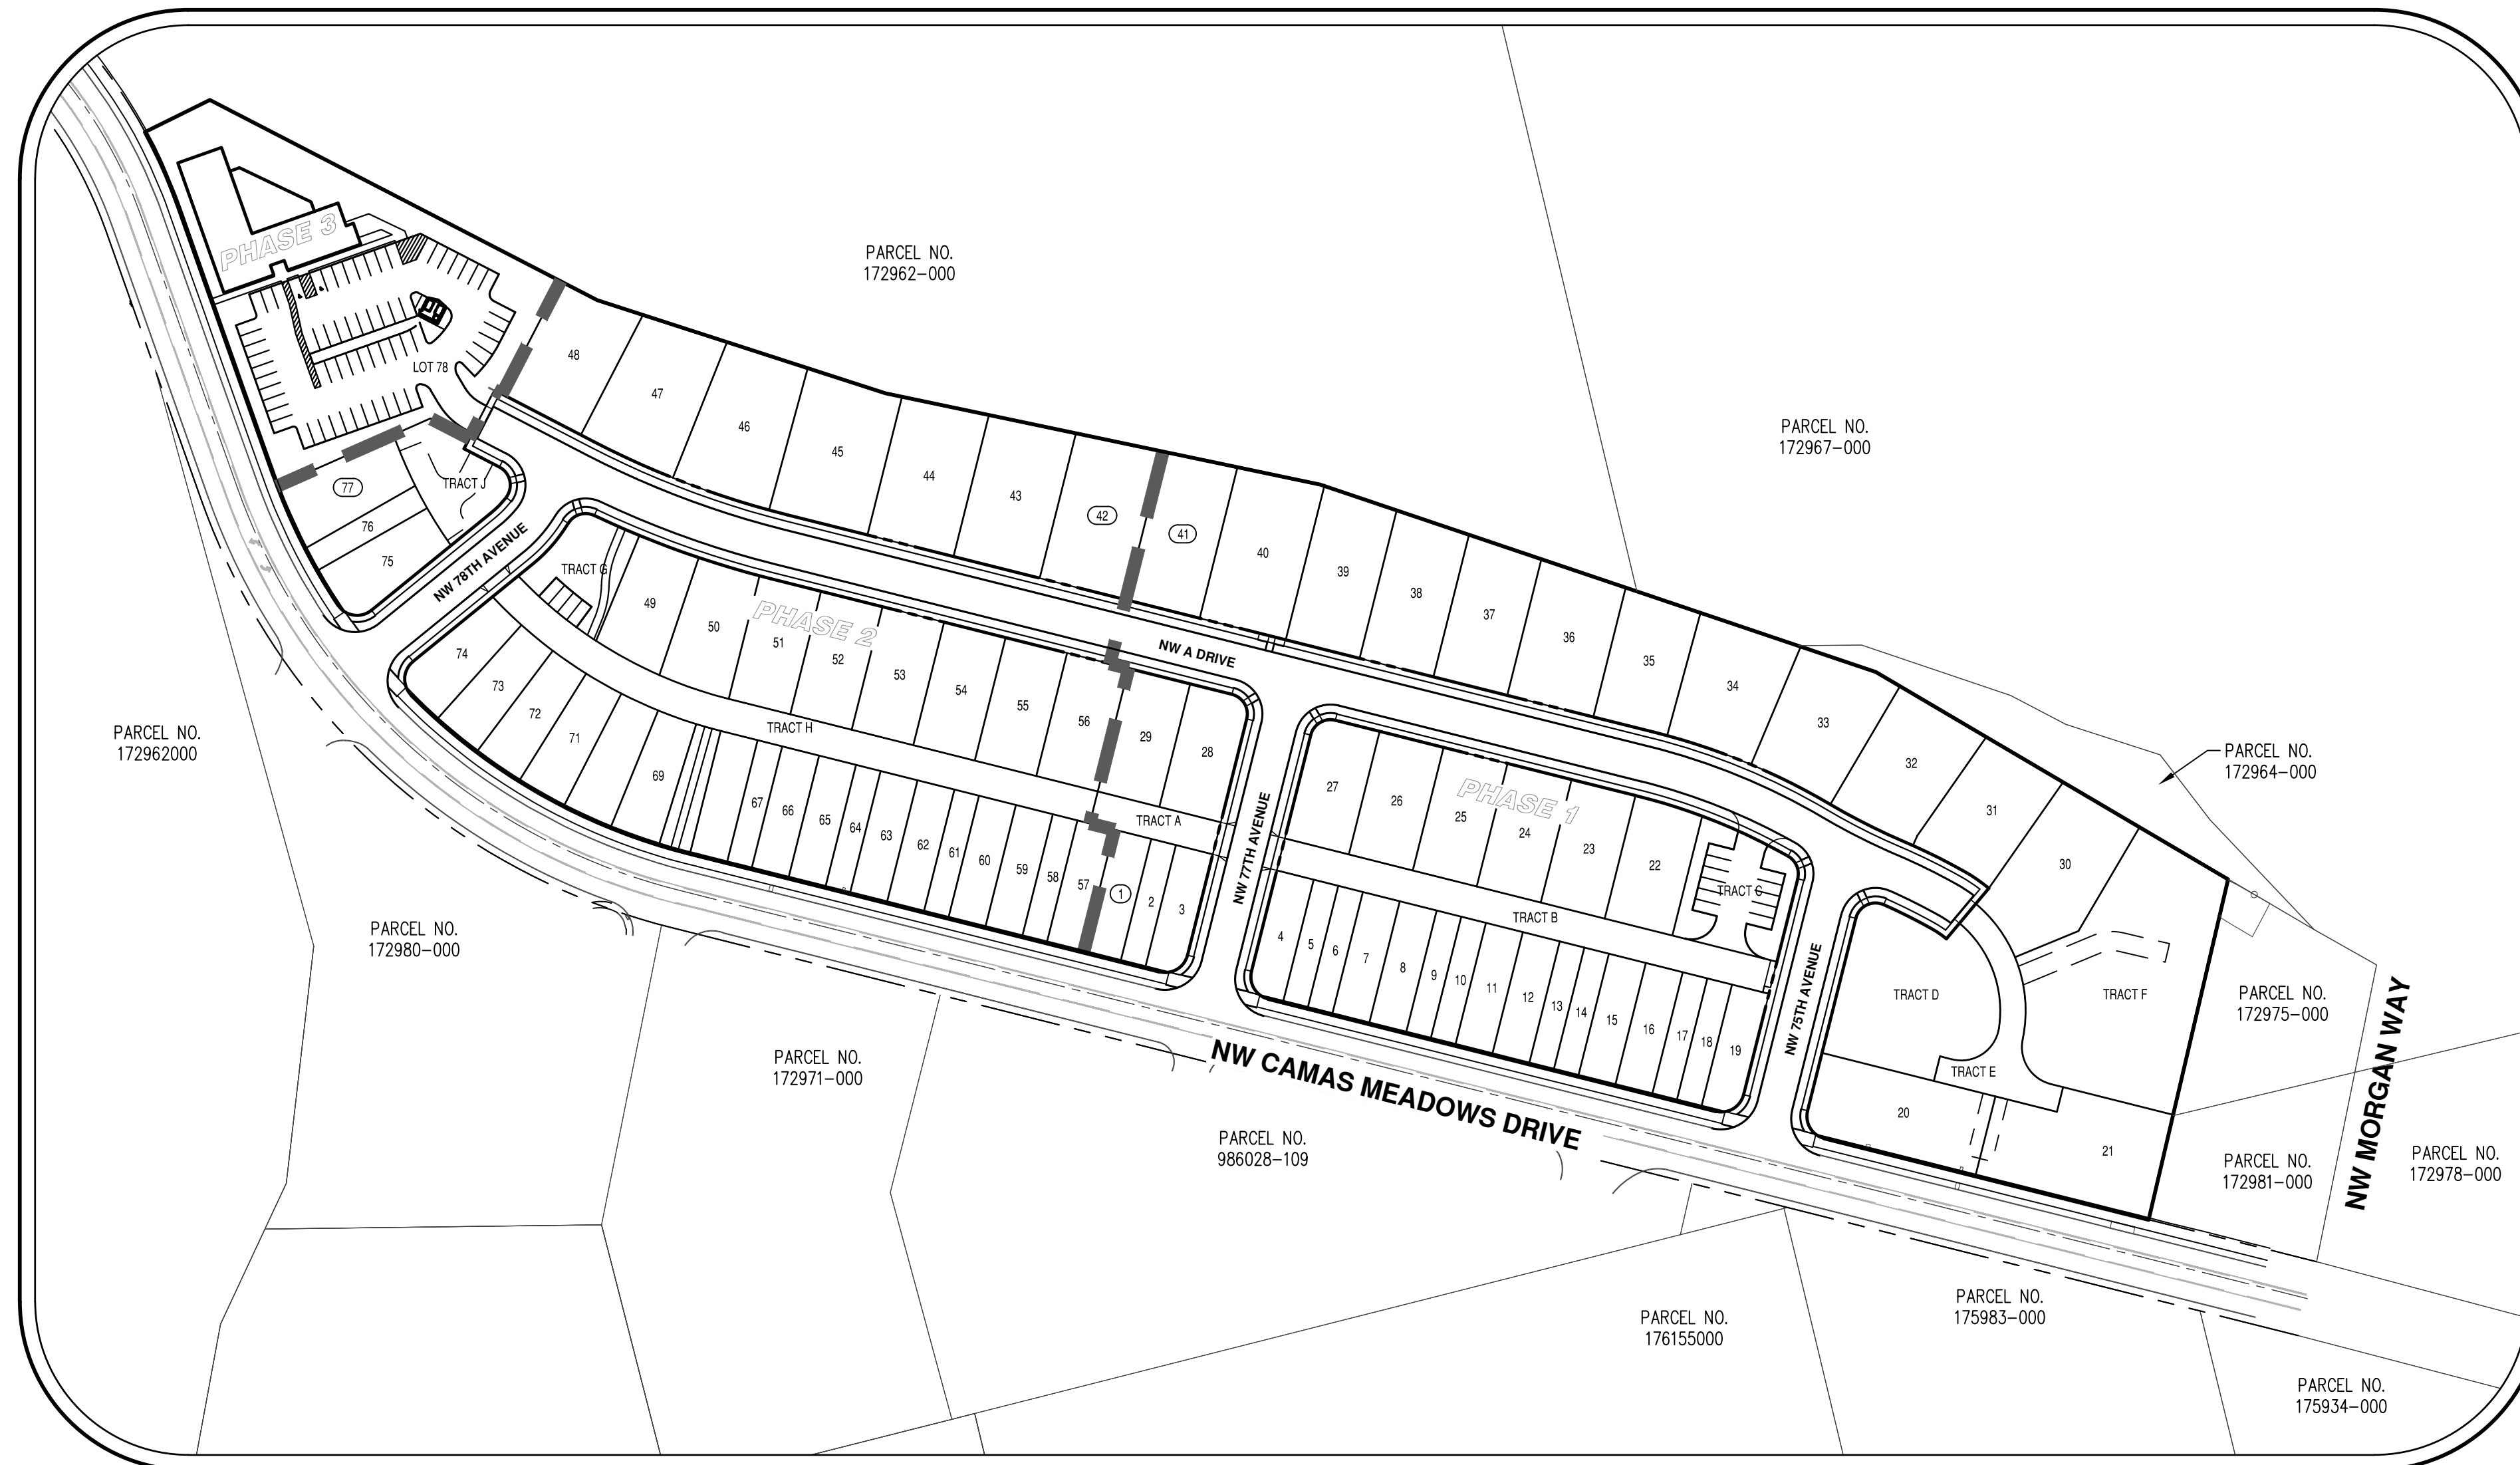 PARCEL NO.
172962-000
PARCEL NO.
172967-000
PARCEL NO.
172964-000
PARCEL NO.
172975-000
PARCEL NO.
172981-000
PARCEL NO.
172978-000
PARCEL NO.
172962000
PARCEL NO.
172980-000
PARCEL NO.
172971-000
PARCEL NO.
986028-109
PARCEL NO.
176155000
PARCEL NO.
175983-000
PARCEL NO.
175934-000
PHASE 3
LOT 78
77
76
75
TRACT J
NW 78TH AVENUE
48
47
46
45
44
43
42
41
40
39
38
37
36
35
34
33
32
31
30
NW A DRIVE
TRACT G
49
50
51
52
53
54
55
56
29
28
PHASE 2
TRACT H
TRACT A
74
73
72
71
69
67
66
65
64
63
62
61
60
59
58
57
1
2
3
NW 77TH AVENUE
27
26
25
24
23
22
PHASE 1
TRACT C
TRACT B
4
5
6
7
8
9
10
11
12
13
14
15
16
17
18
19
NW 75TH AVENUE
TRACT D
TRACT F
TRACT E
20
21
NW CAMAS MEADOWS DRIVE
NW MORGAN WAY